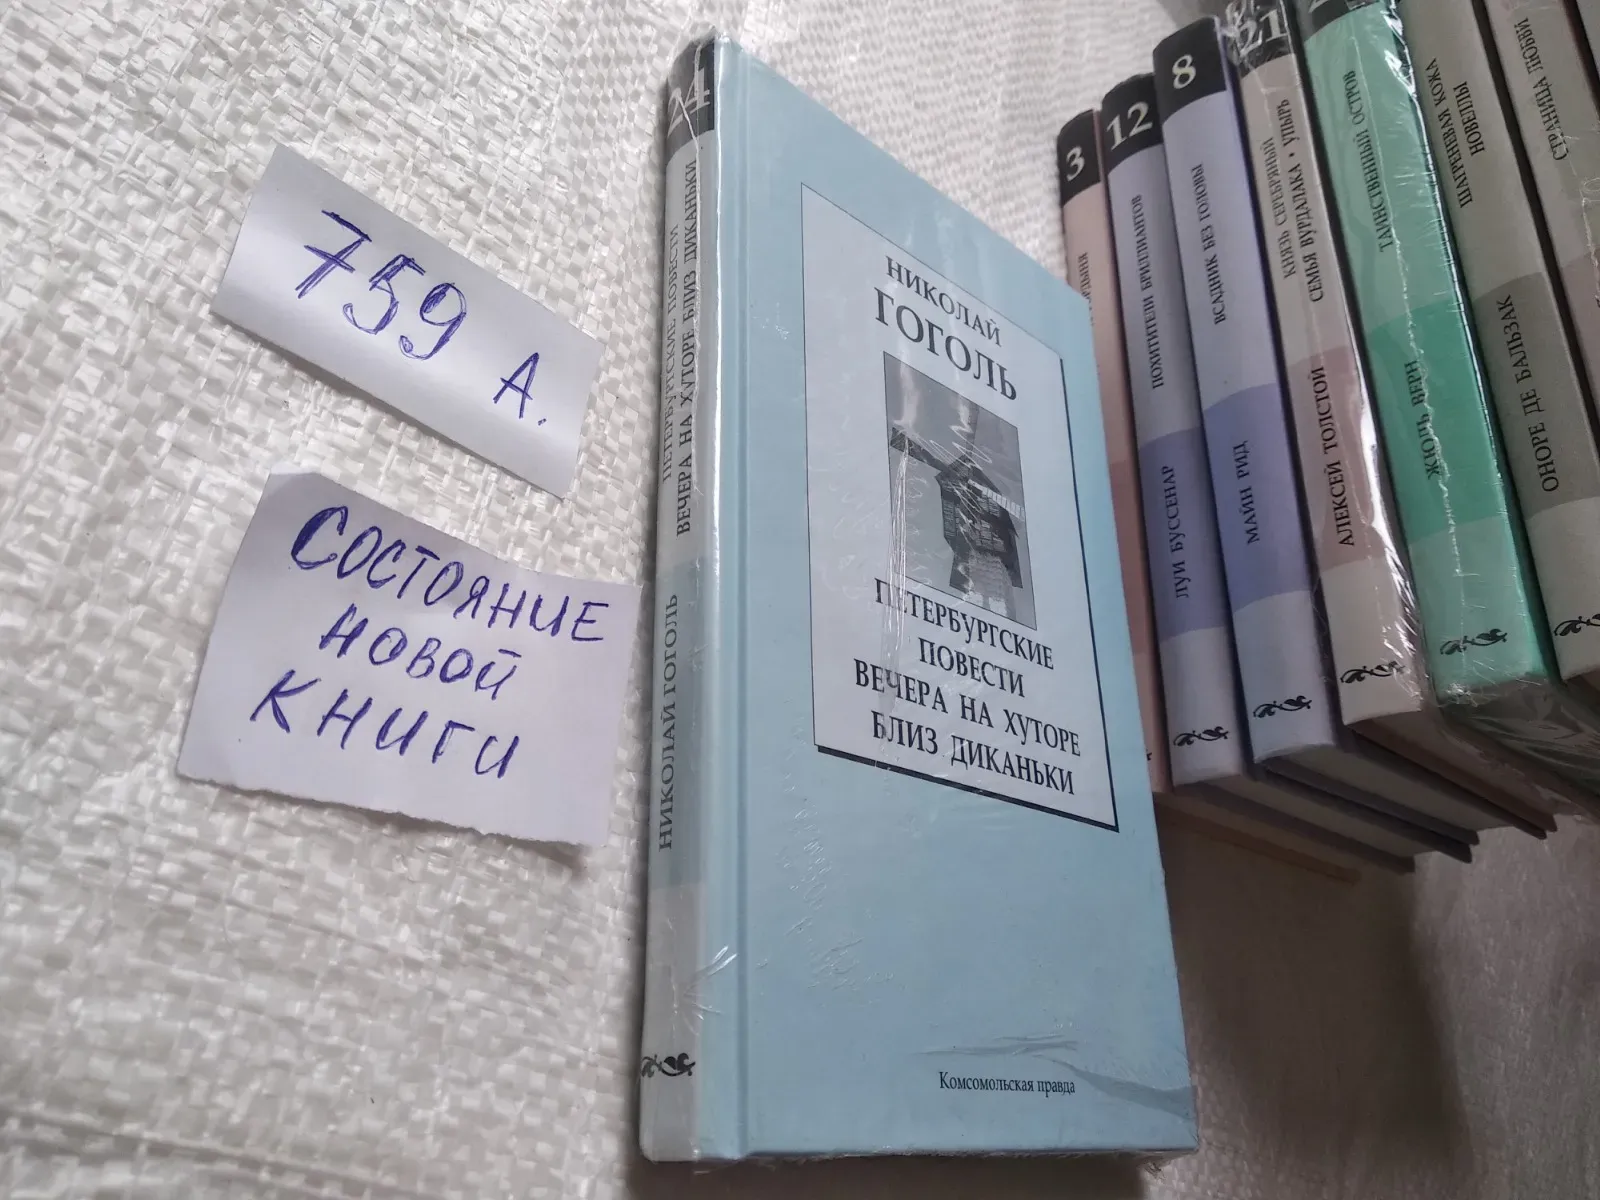 759 А.
СОСТОЯНИЕ
НОВОЙ
КНИГИ
24
ПЕТЕРБУРГСКИЕ ПОВЕСТИ
ВЕЧЕРА НА ХУТОРЕ БЛИЗ ДИКАНЬКИ
НИКОЛАЙ ГОГОЛЬ
НИКОЛАЙ
ГОГОЛЬ
ПЕТЕРБУРГСКИЕ
ПОВЕСТИ
ВЕЧЕРА НА ХУТОРЕ
БЛИЗ ДИКАНЬКИ
Комсомольская правда
3
12
ПОХИТИТЕЛИ БРИЛЛИАНТОВ
ЛУИ БУССЕНАР
8
ВСАДНИК БЕЗ ГОЛОВЫ
МАЙН РИД
21
КНЯЗЬ СЕРЕБРЯНЫЙ
СЕМЬЯ ВУРДАЛАКА • УПЫРЬ
АЛЕКСЕЙ ТОЛСТОЙ
ТАИНСТВЕННЫЙ ОСТРОВ
ЖЮЛЬ ВЕРН
ШАГРЕНЕВАЯ КОЖА
НОВЕЛЛЫ
ОНОРЕ ДЕ БАЛЬЗАК
СТРАНИЦА ЛЮБВИ